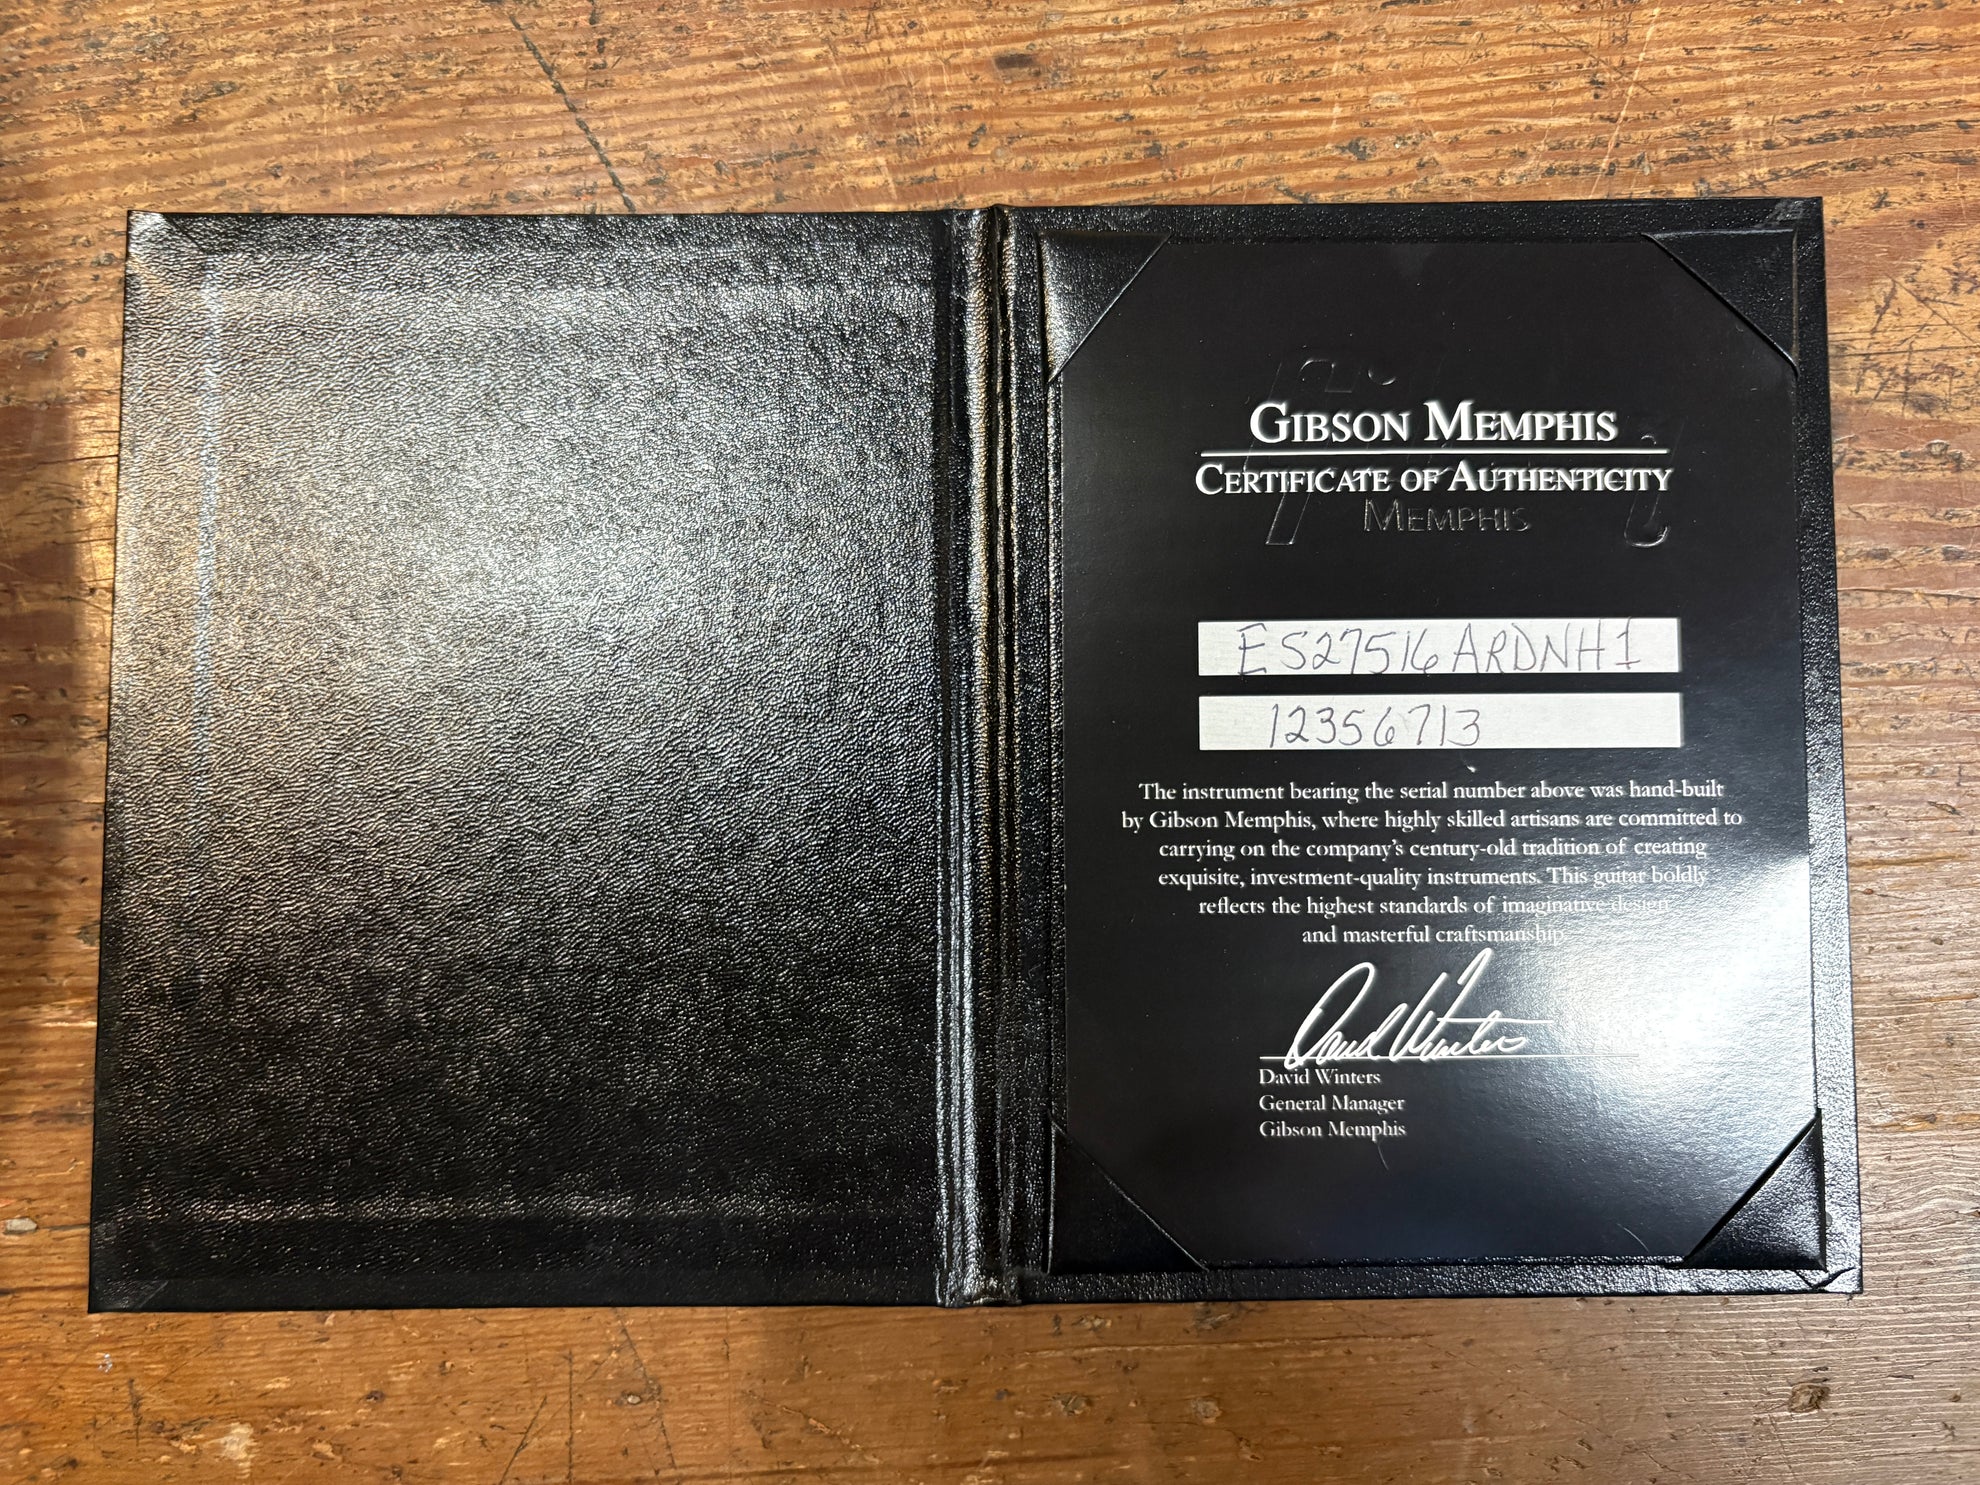 GIBSON MEMPHIS
CERTIFICATE OF AUTHENTICITY
MEMPHIS
ES27516ARDNH1
12356713
The instrument bearing the serial number above was hand-built
by Gibson Memphis, where highly skilled artisans are committed to
carrying on the company's century-old tradition of creating
exquisite, investment-quality instruments. This guitar boldly
reflects the highest standards of imaginative design
and masterful craftsmanship.
David Winters
David Winters
General Manager
Gibson Memphis